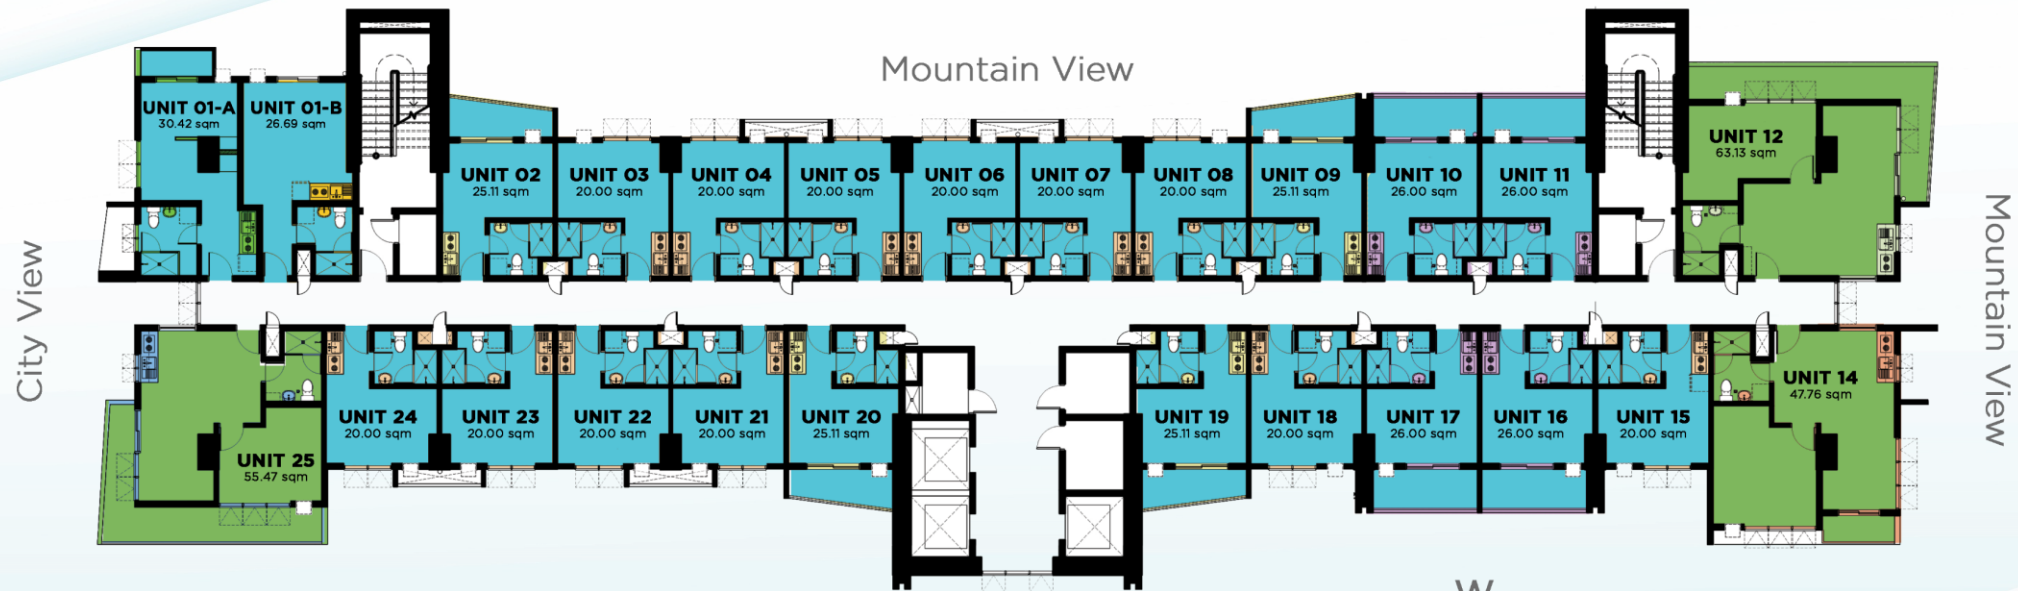 Mountain View
UNIT 01-A
30.42 sqm
UNIT 01-B
26.69 sqm
UNIT 02
25.11 sqm
UNIT 03
20.00 sqm
UNIT 04
20.00 sqm
UNIT 05
20.00 sqm
UNIT 06
20.00 sqm
UNIT 07
20.00 sqm
UNIT 08
20.00 sqm
UNIT 09
25.11 sqm
UNIT 10
26.00 sqm
UNIT 11
26.00 sqm
UNIT 12
63.13 sqm
City View
Mountain View
UNIT 25
55.47 sqm
UNIT 24
20.00 sqm
UNIT 23
20.00 sqm
UNIT 22
20.00 sqm
UNIT 21
20.00 sqm
UNIT 20
25.11 sqm
UNIT 19
25.11 sqm
UNIT 18
20.00 sqm
UNIT 17
26.00 sqm
UNIT 16
26.00 sqm
UNIT 15
20.00 sqm
UNIT 14
47.76 sqm
W